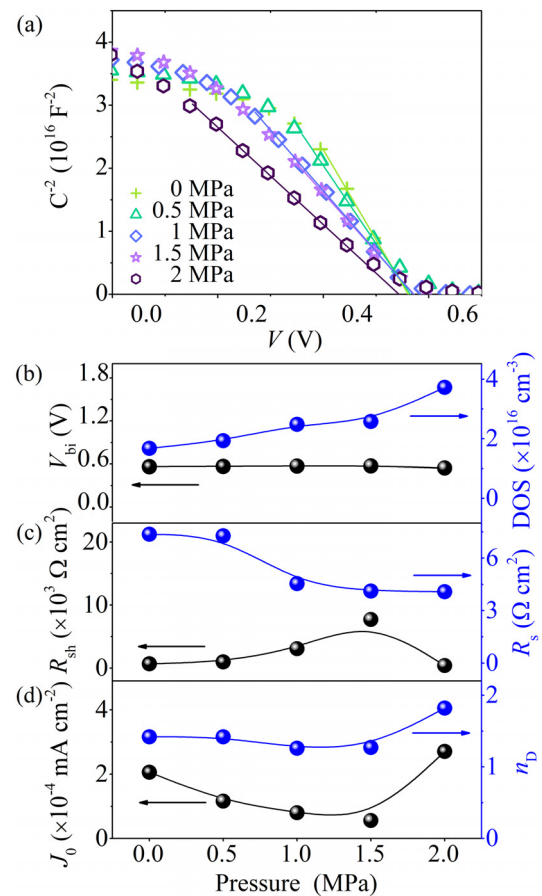 (a)
C⁻² (10¹⁶ F⁻²)
4
3
2
1
0
0 MPa
0.5 MPa
1 MPa
1.5 MPa
2 MPa
0.0 0.2 0.4 0.6
V (V)
(b)
V_bi (V)
1.8
1.2
0.6
0.0
4
2
0
DOS (×10¹⁶ cm⁻³)
(c)
R_sh (×10³ Ω cm²)
20
10
0
6
3
0
R_s (Ω cm²)
(d)
J₀ (×10⁻⁴ mA cm⁻²)
4
2
0
2
1
0
n_D
0.0 0.5 1.0 1.5 2.0
Pressure (MPa)